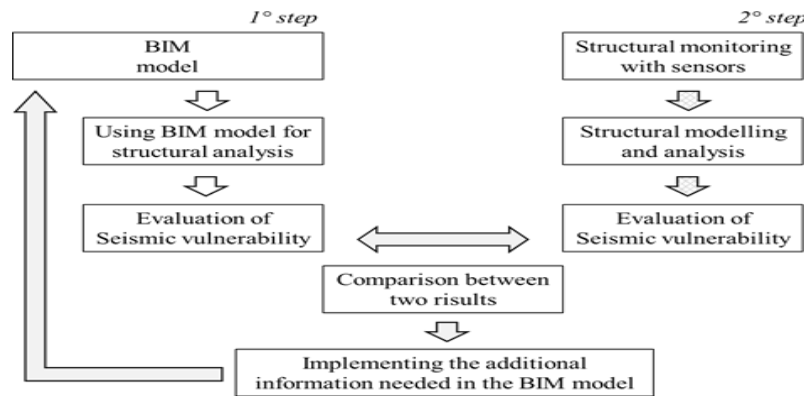 1° step
BIM
model
Using BIM model for
structural analysis
Evaluation of
Seismic vulnerability
2° step
Structural monitoring
with sensors
Structural modelling
and analysis
Evaluation of
Seismic vulnerability
Comparison between
two risults
Implementing the additional
information needed in the BIM model